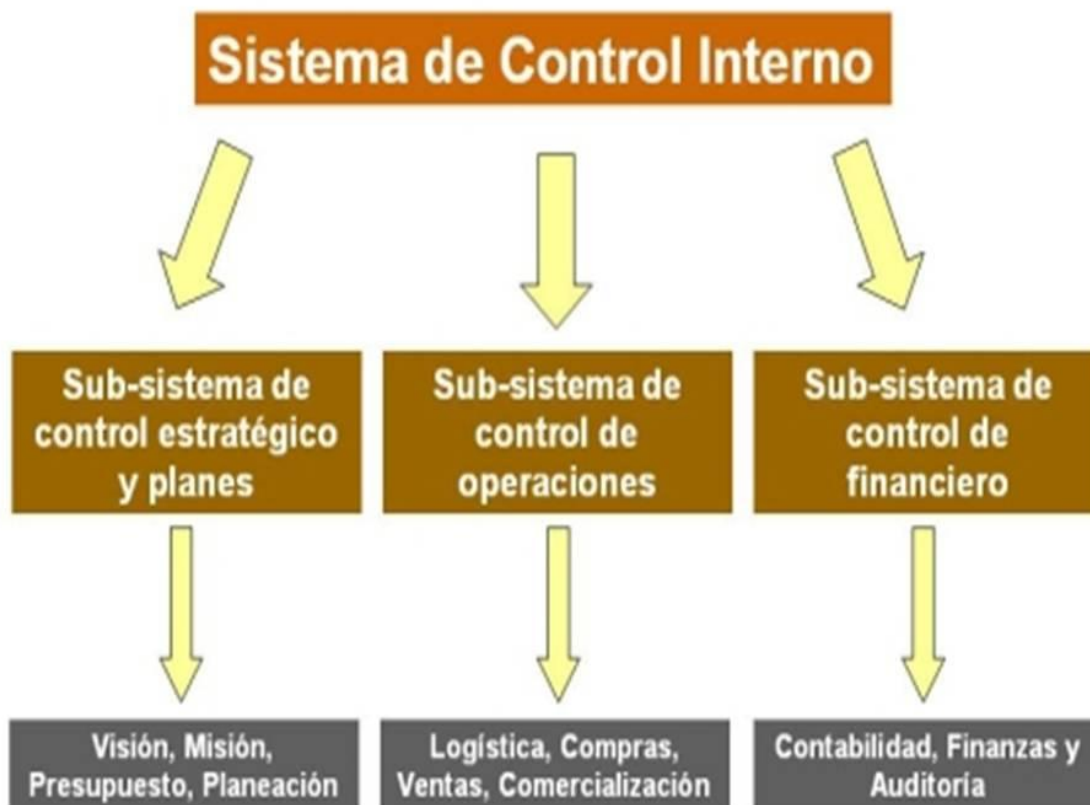 Sistema de Control Interno
Sub-sistema de
control estratégico
y planes
Sub-sistema de
control de
operaciones
Sub-sistema de
control de
financiero
Visión, Misión,
Presupuesto, Planeación
Logística, Compras,
Ventas, Comercialización
Contabilidad, Finanzas y
Auditoría